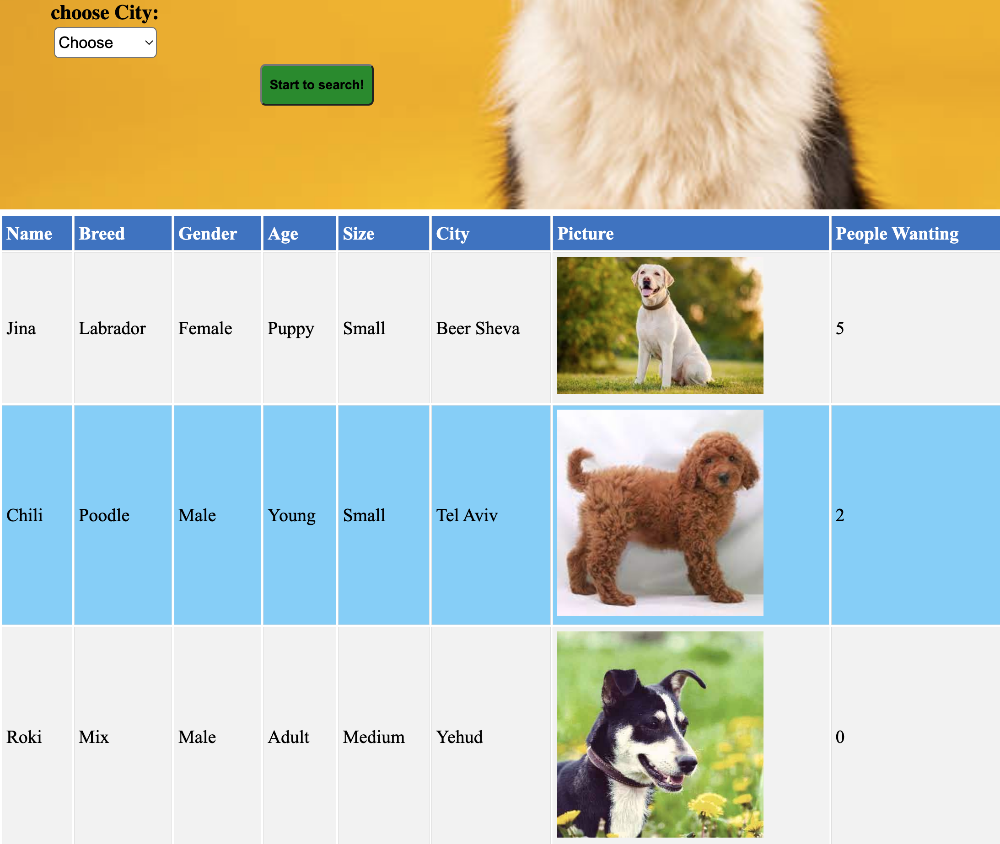 choose City:
Choose
Start to search!
Name Breed Gender Age Size City Picture People Wanting
Jina Labrador Female Puppy Small Beer Sheva 5
Chili Poodle Male Young Small Tel Aviv 2
Roki Mix Male Adult Medium Yehud 0